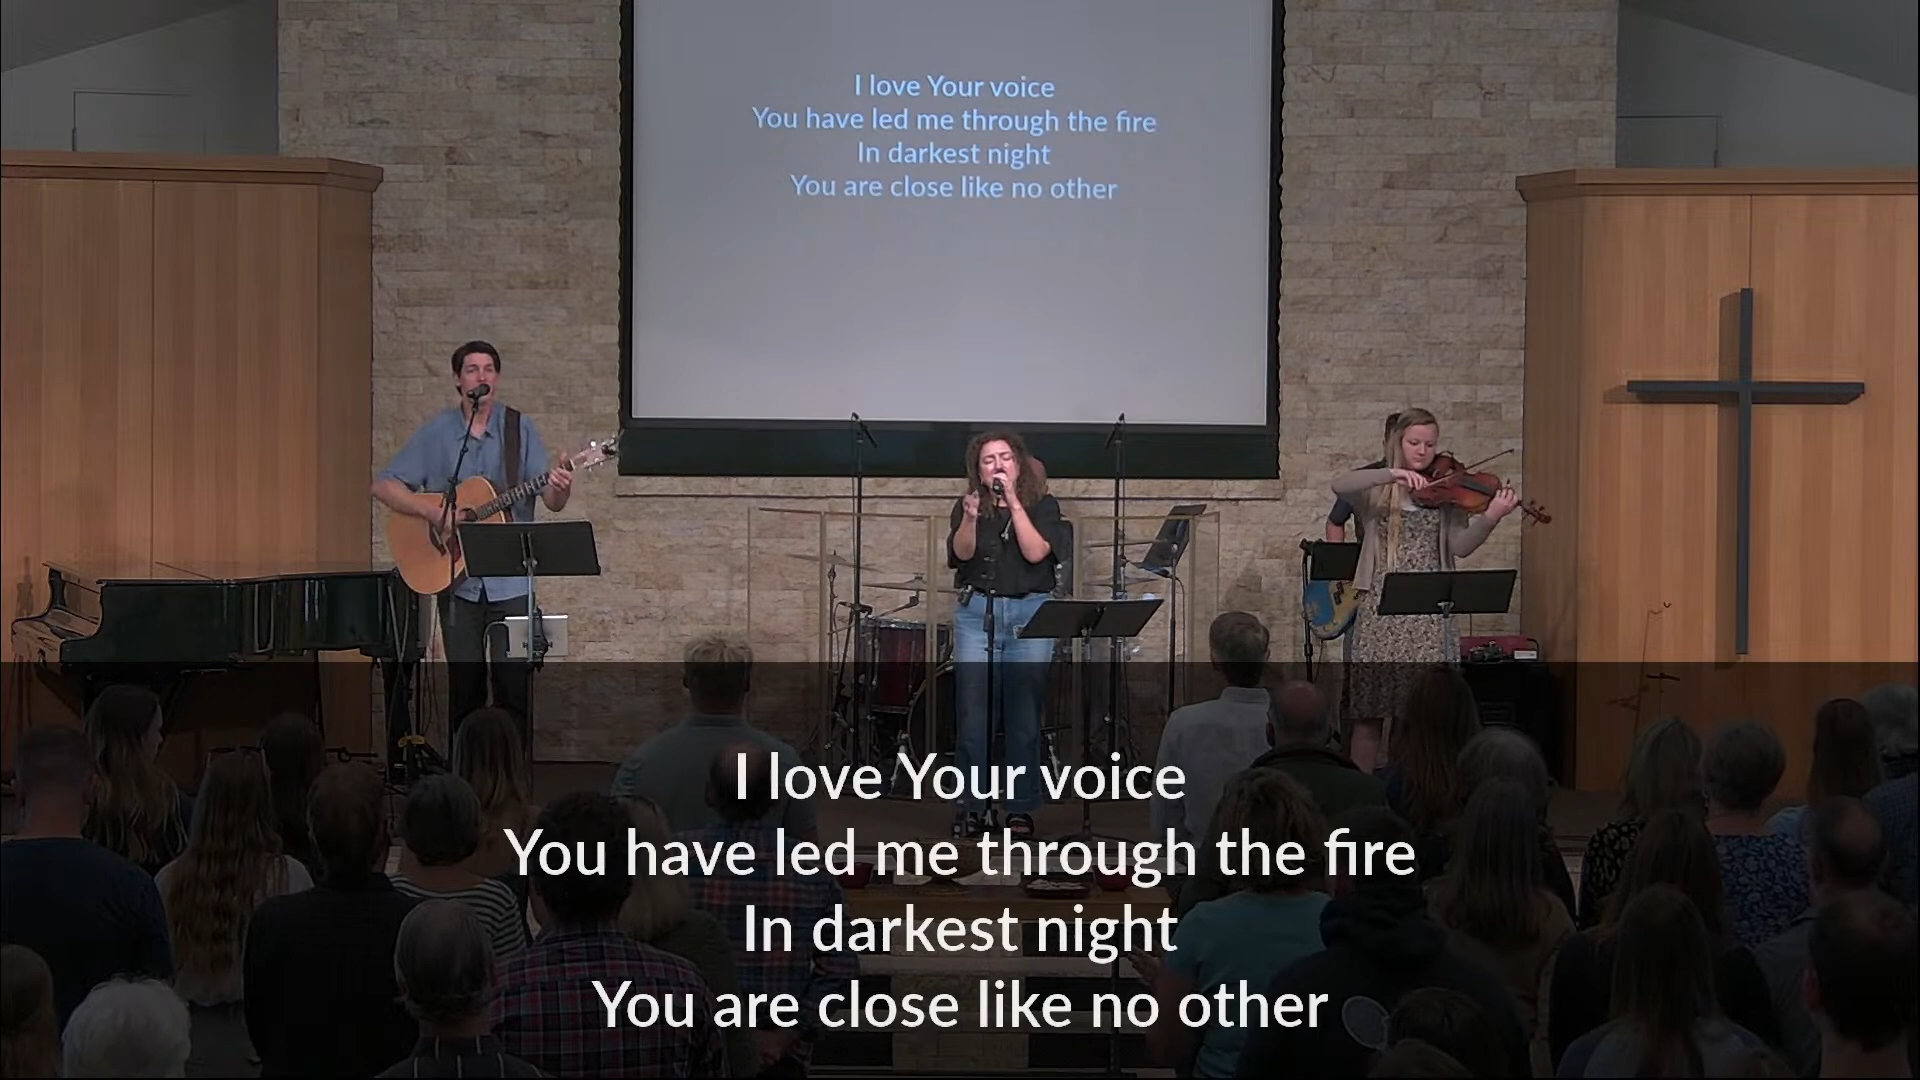 I love Your voice
You have led me through the fire
In darkest night
You are close like no other
I love Your voice
You have led me through the fire
In darkest night
You are close like no other